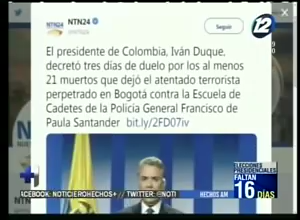 NTN24
Seguir
12
El presidente de Colombia, Iván Duque,
decretó tres días de duelo por los al menos
21 muertos que dejó el atentado terrorista
perpetrado en Bogotá contra la Escuela de
Cadetes de la Policía General Francisco de
Paula Santander bit.ly/2FD07iv
ELECCIONES
PRESIDENCIALES
FALTAN
16 DÍAS
ACEBOOK: NOTICIEROHECHOS+ // TWITTER: @NOTI
HECHOS AM